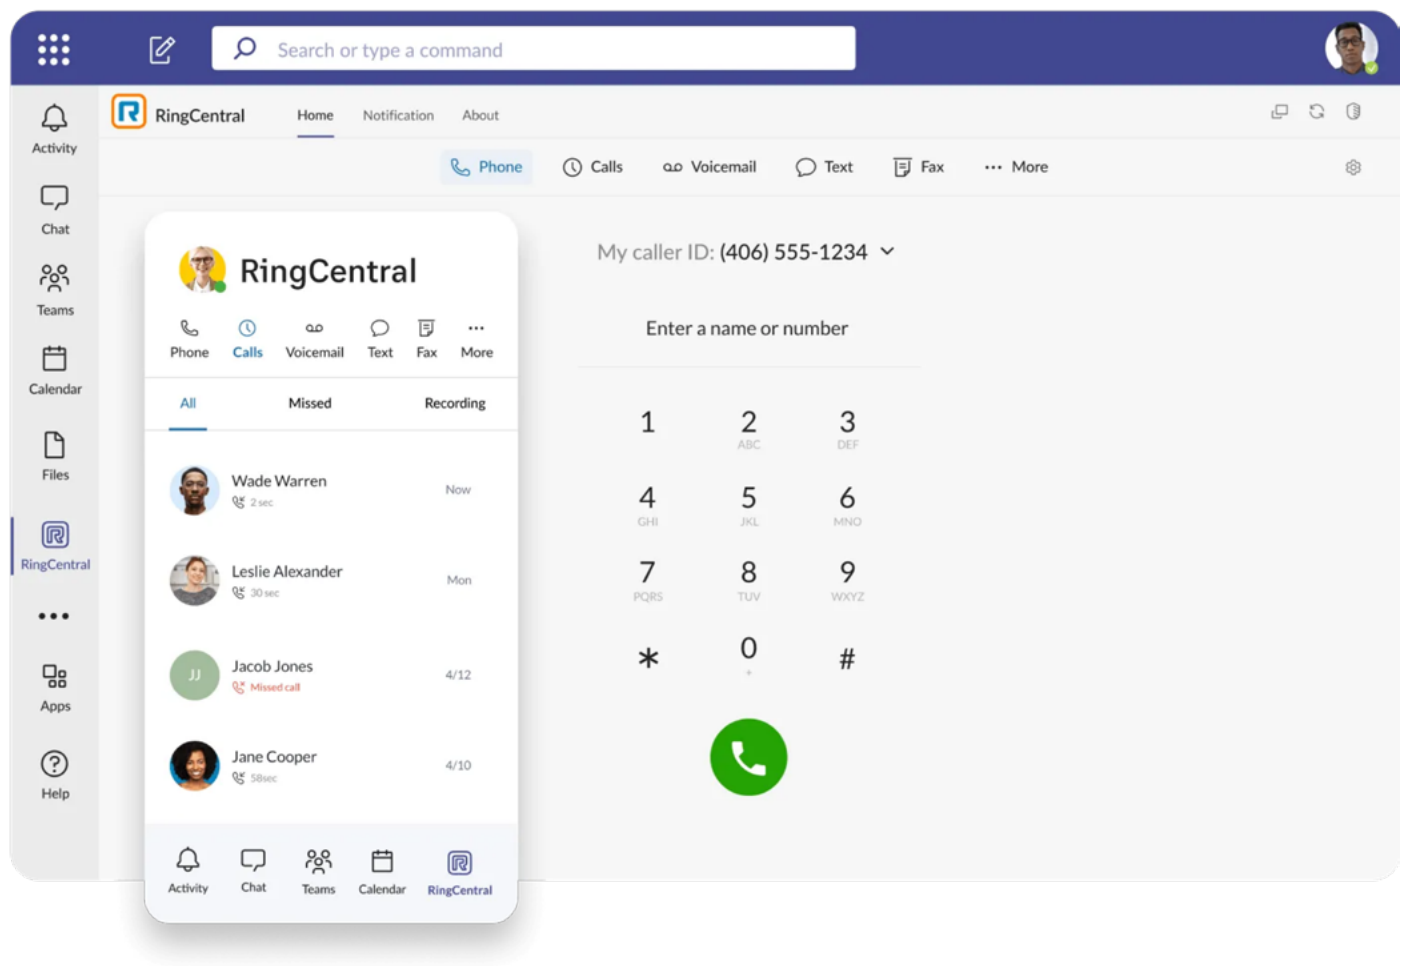 Search or type a command
RingCentral Home Notification About
Phone Calls Voicemail Text Fax More
Activity
Chat
Teams
Calendar
Files
RingCentral
Apps
Help
RingCentral
Phone Calls Voicemail Text Fax More
All Missed Recording
Wade Warren
2 sec
Now
Leslie Alexander
30 sec
Mon
JJ
Jacob Jones
Missed call
4/12
Jane Cooper
58sec
4/10
Activity Chat Teams Calendar RingCentral
My caller ID: (406) 555-1234
Enter a name or number
1 2 3
ABC DEF
4 5 6
GHI JKL MNO
7 8 9
PQRS TUV WXYZ
* 0 #
+